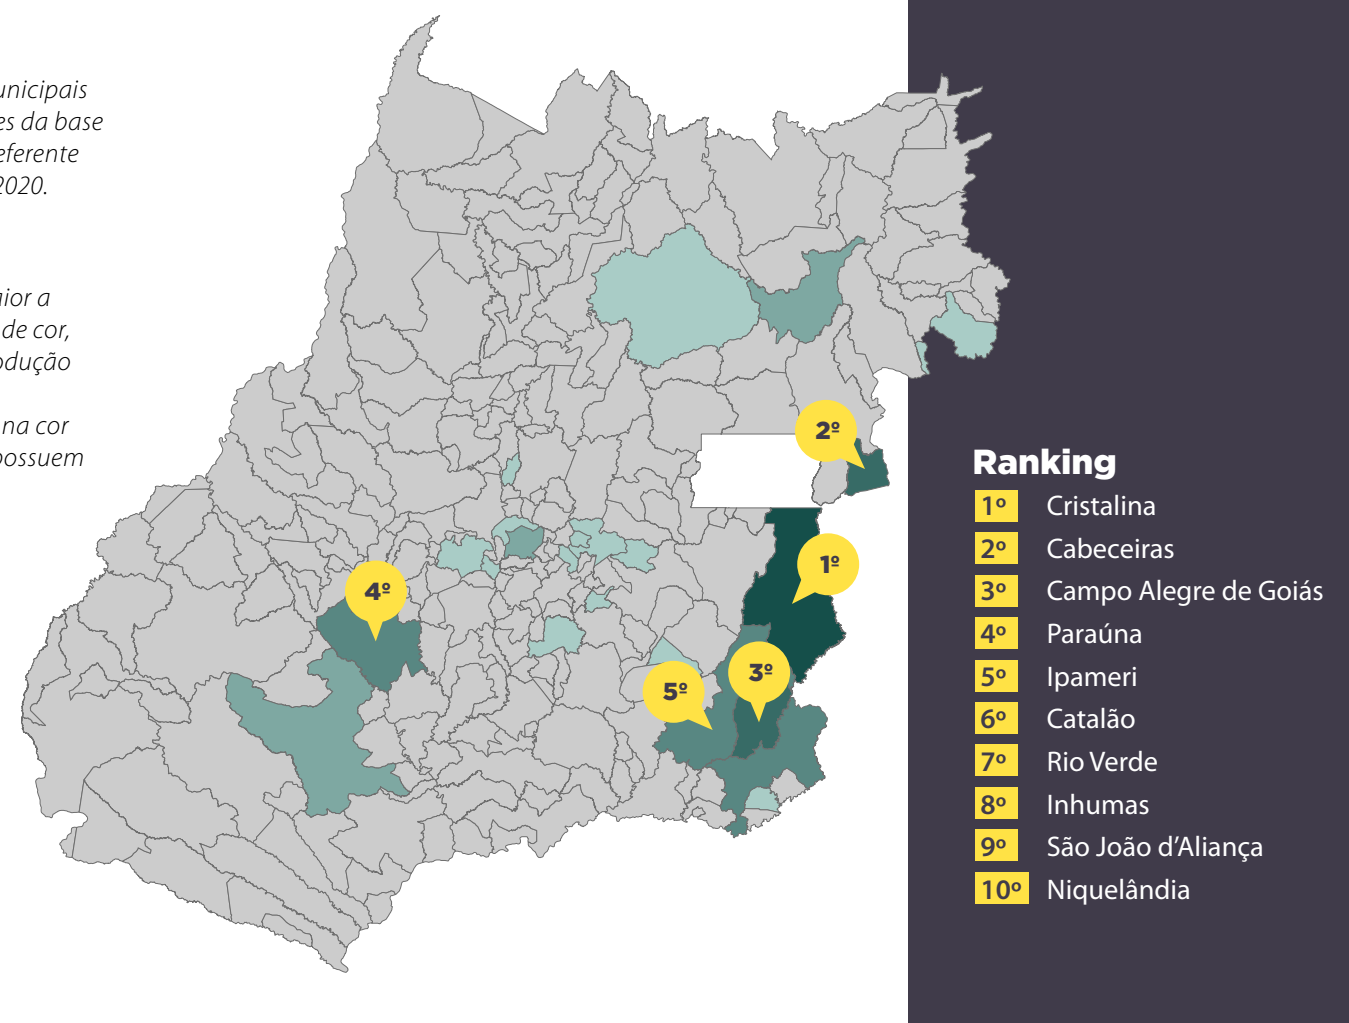 unicipais
es da base
eferente
2020.
aior a
de cor,
odução
na cor
possuem
2º
1º
4º
3º
5º
Ranking
1º Cristalina
2º Cabeceiras
3º Campo Alegre de Goiás
4º Paraúna
5º Ipameri
6º Catalão
7º Rio Verde
8º Inhumas
9º São João d’Aliança
10º Niquelândia